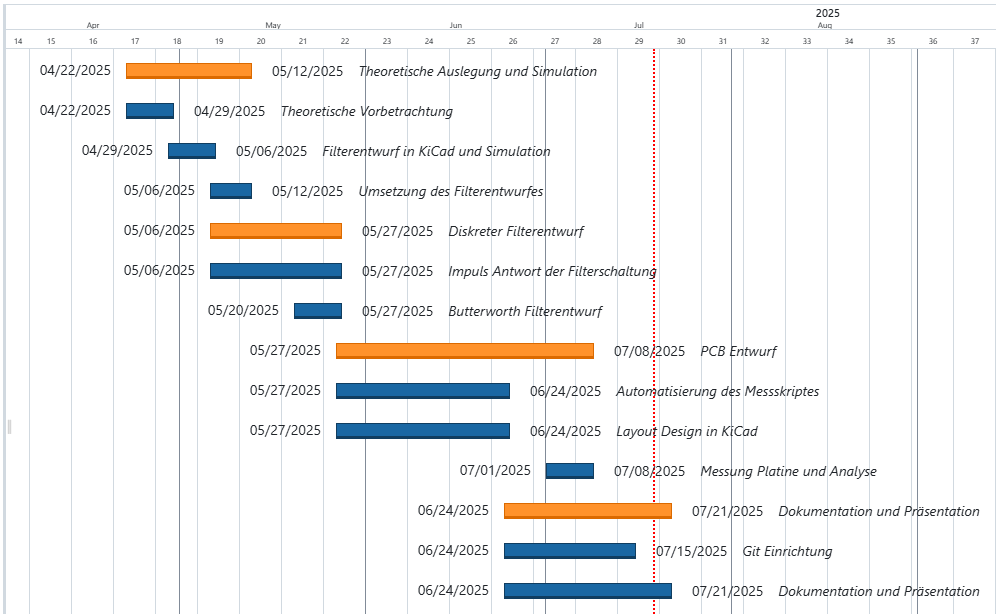 2025
Apr May Jun Jul Aug
14 15 16 17 18 19 20 21 22 23 24 25 26 27 28 29 30 31 32 33 34 35 36 37
04/22/2025 05/12/2025 Theoretische Auslegung und Simulation
04/22/2025 04/29/2025 Theoretische Vorbetrachtung
04/29/2025 05/06/2025 Filterentwurf in KiCad und Simulation
05/06/2025 05/12/2025 Umsetzung des Filterentwurfes
05/06/2025 05/27/2025 Diskreter Filterentwurf
05/06/2025 05/27/2025 Impuls Antwort der Filterschaltung
05/20/2025 05/27/2025 Butterworth Filterentwurf
05/27/2025 07/08/2025 PCB Entwurf
05/27/2025 06/24/2025 Automatisierung des Messskriptes
05/27/2025 06/24/2025 Layout Design in KiCad
07/01/2025 07/08/2025 Messung Platine und Analyse
06/24/2025 07/21/2025 Dokumentation und Präsentation
06/24/2025 07/15/2025 Git Einrichtung
06/24/2025 07/21/2025 Dokumentation und Präsentation